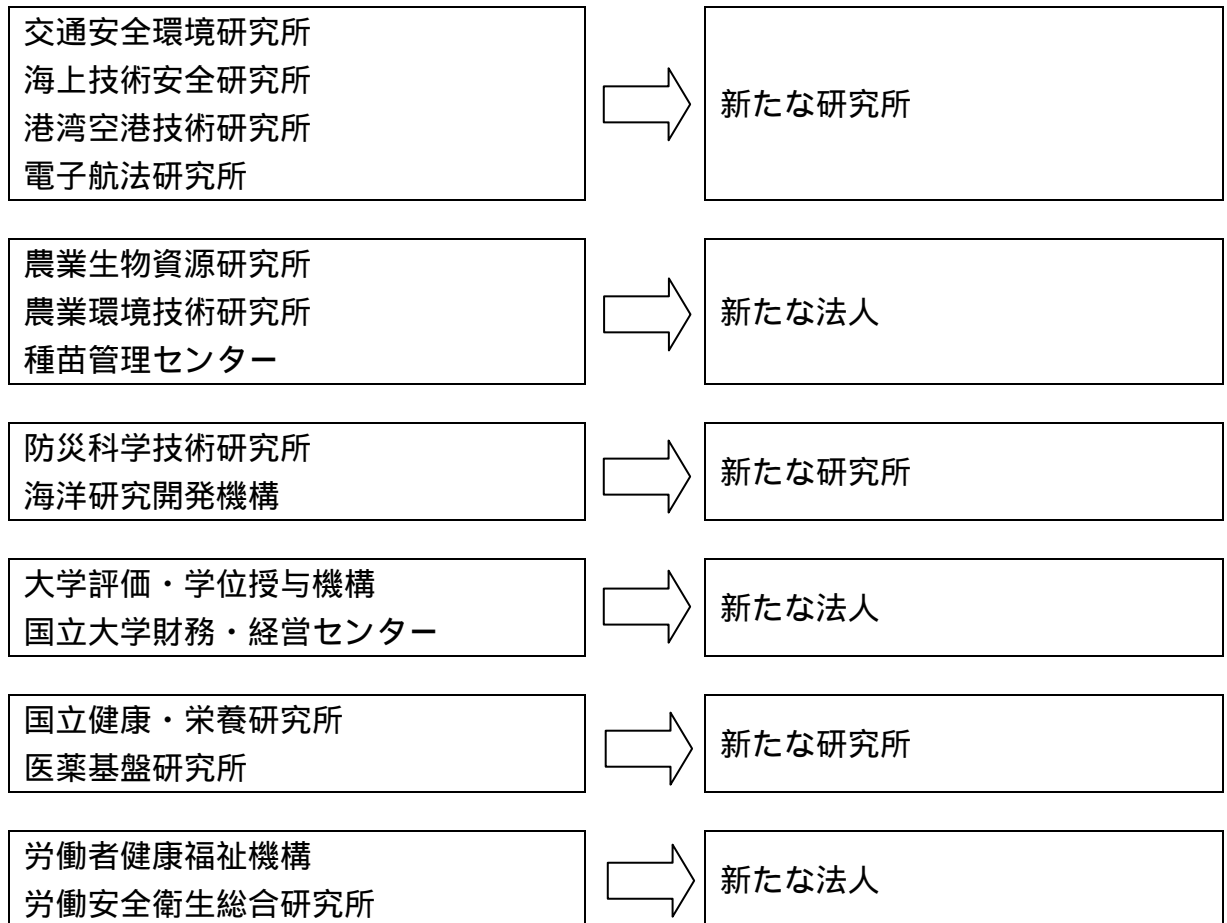 交通安全環境研究所
海上技術安全研究所
港湾空港技術研究所
電子航法研究所
新たな研究所
農業生物資源研究所
農業環境技術研究所
種苗管理センター
新たな法人
防災科学技術研究所
海洋研究開発機構
新たな研究所
大学評価・学位授与機構
国立大学財務・経営センター
新たな法人
国立健康・栄養研究所
医薬基盤研究所
新たな研究所
労働者健康福祉機構
労働安全衛生総合研究所
新たな法人